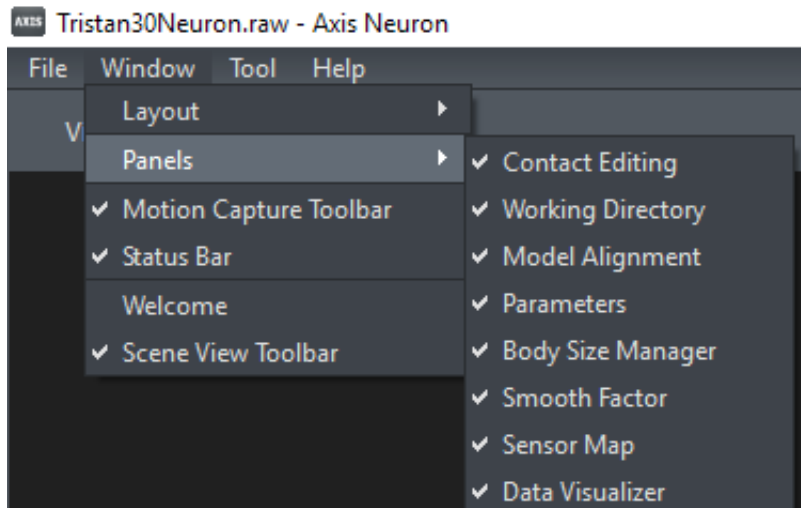 AXIS Tristan30Neuron.raw - Axis Neuron
File Window Tool Help
V
Layout
Panels
Motion Capture Toolbar
Status Bar
Welcome
Scene View Toolbar
Contact Editing
Working Directory
Model Alignment
Parameters
Body Size Manager
Smooth Factor
Sensor Map
Data Visualizer